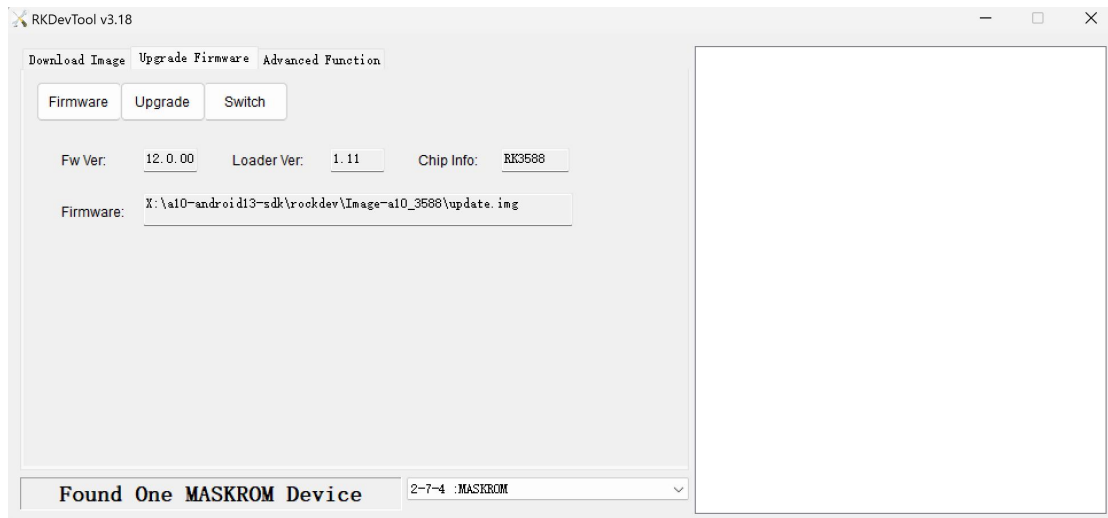 RKDevTool v3.18
Download Image Upgrade Firmware Advanced Function
Firmware Upgrade Switch
Fw Ver: 12.0.00 Loader Ver: 1.11 Chip Info: RK3588
Firmware: X:\a10-android13-sdk\rockdev\Image-a10_3588\update.img
Found One MASKROM Device 2-7-4 :MASKROM